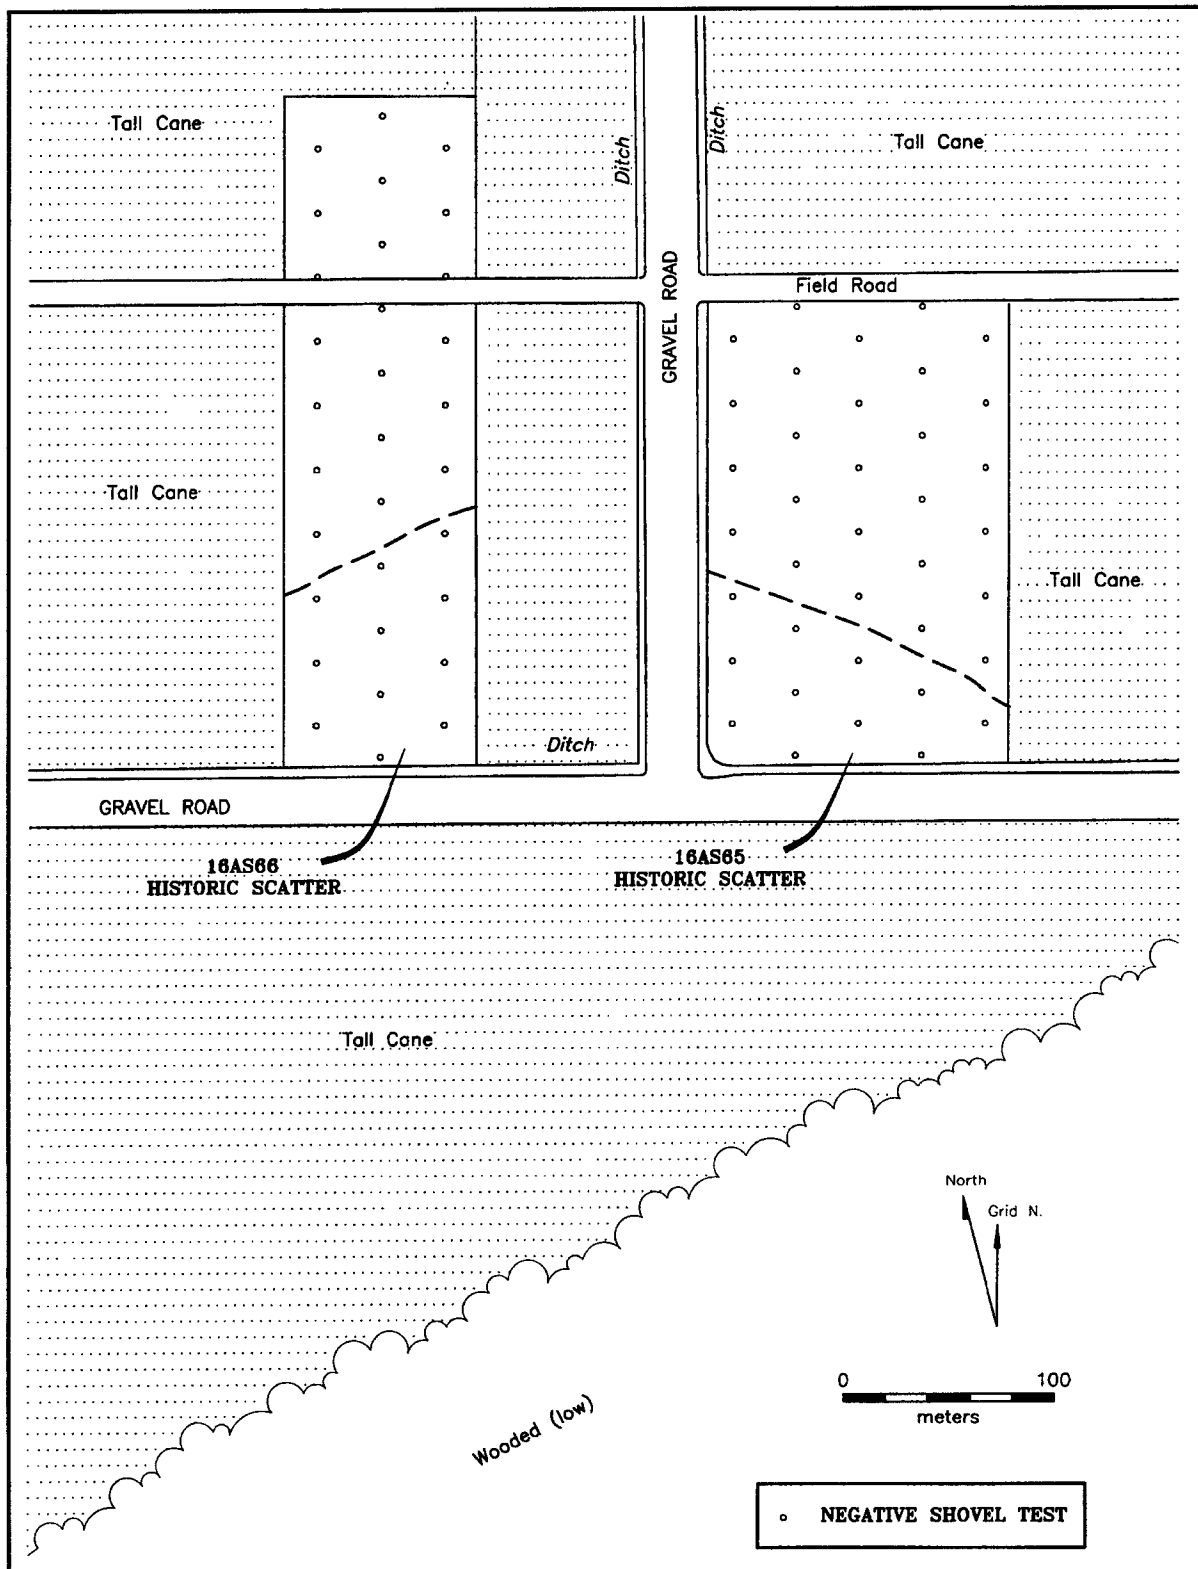 Tall Cane
Ditch
Ditch
Tall Cane
Field Road
GRAVEL ROAD
Tall Cane
Tall Cane
Ditch
GRAVEL ROAD
16AS66
HISTORIC SCATTER
16AS65
HISTORIC SCATTER
Tall Cane
North
Grid N.
0 100
meters
Wooded (low)
NEGATIVE SHOVEL TEST